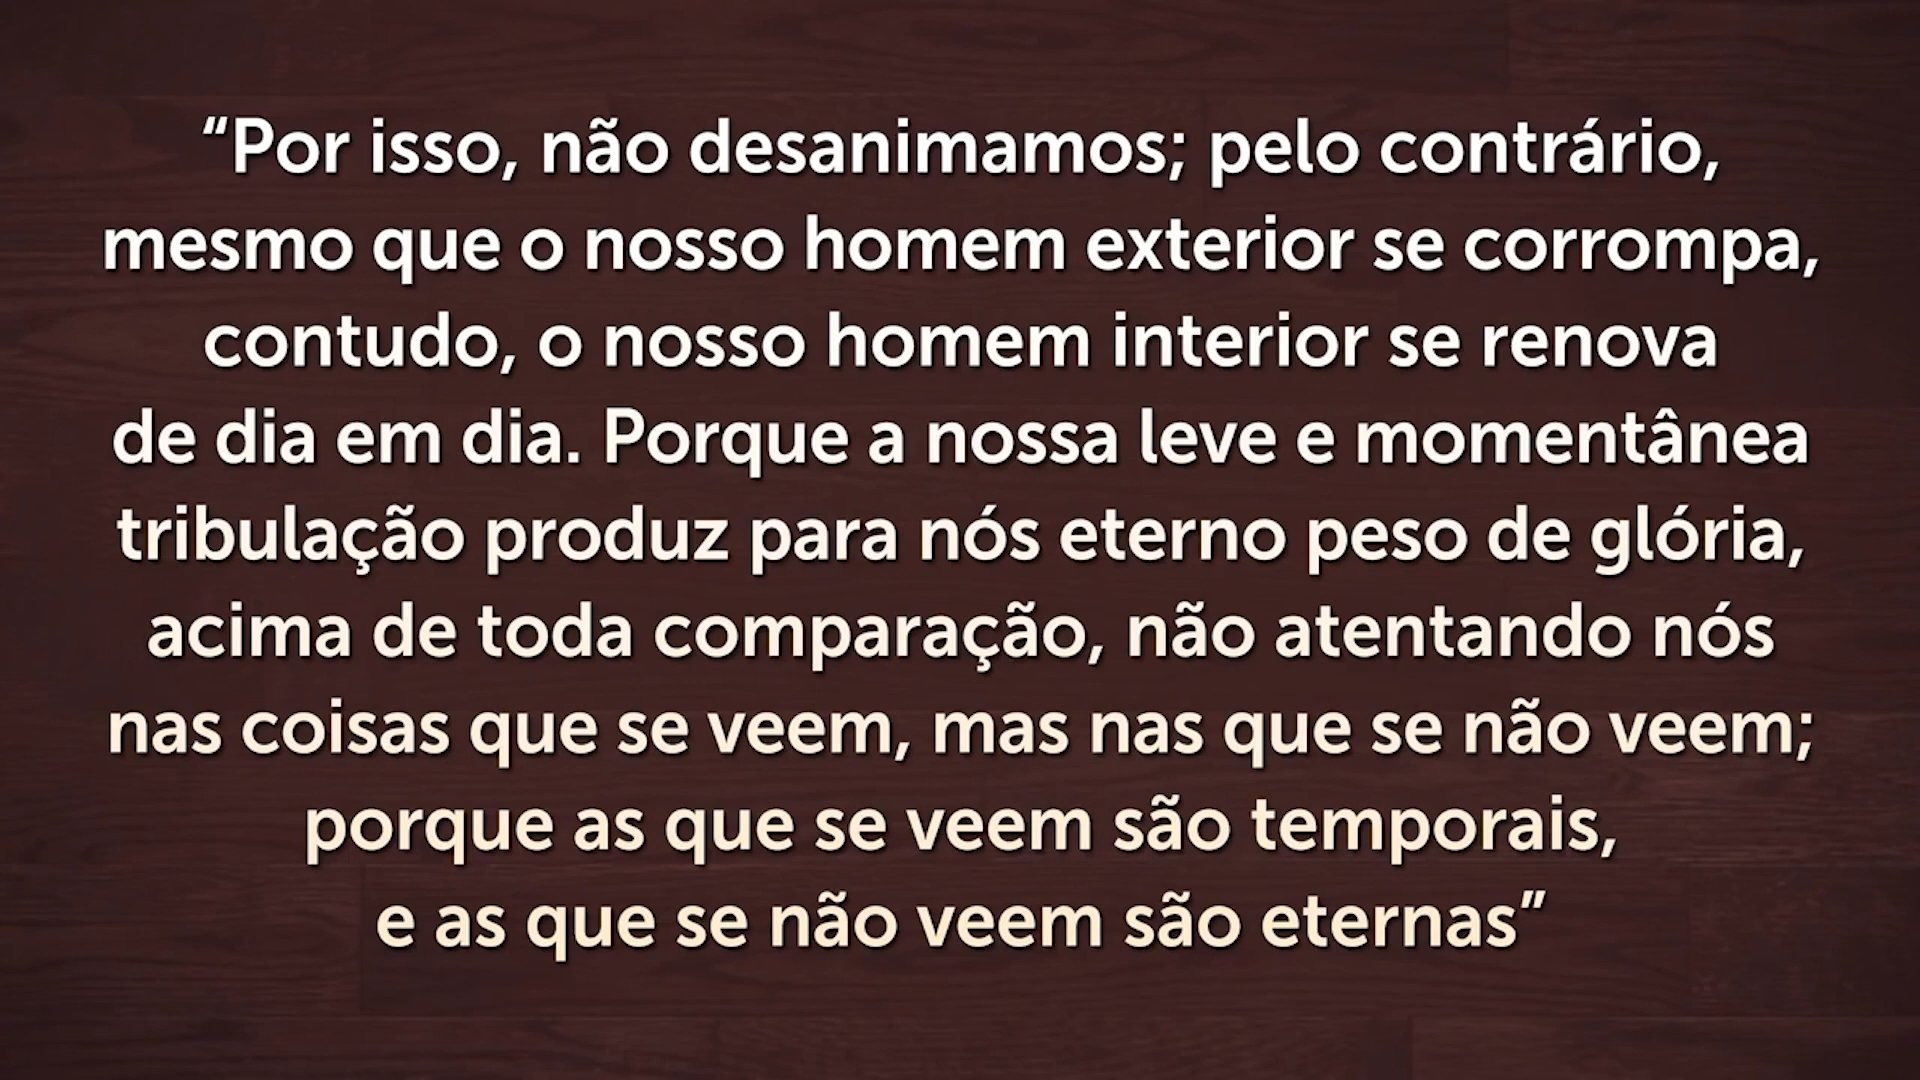 “Por isso, não desanimamos; pelo contrário,
mesmo que o nosso homem exterior se corrompa,
contudo, o nosso homem interior se renova
de dia em dia. Porque a nossa leve e momentânea
tribulação produz para nós eterno peso de glória,
acima de toda comparação, não atentando nós
nas coisas que se veem, mas nas que se não veem;
porque as que se veem são temporais,
e as que se não veem são eternas”